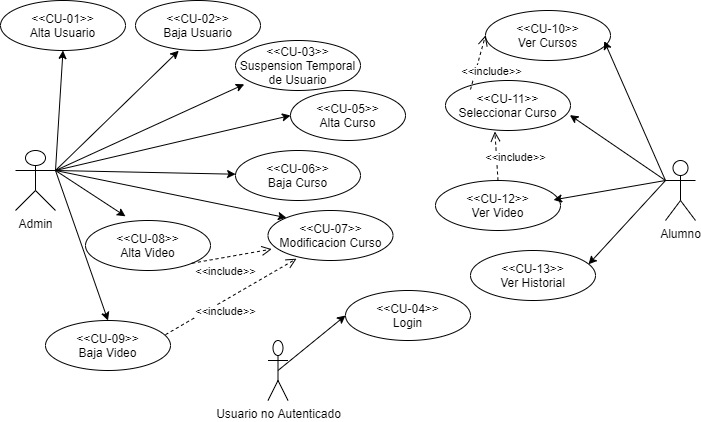 <<CU-01>>
Alta Usuario
<<CU-02>>
Baja Usuario
<<CU-03>>
Suspension Temporal
de Usuario
<<CU-05>>
Alta Curso
<<CU-06>>
Baja Curso
Admin
<<CU-07>>
Modificacion Curso
<<CU-08>>
Alta Video
<<include>>
<<include>>
<<CU-09>>
Baja Video
<<CU-04>>
Login
Usuario no Autenticado
<<CU-10>>
Ver Cursos
<<include>>
<<CU-11>>
Seleccionar Curso
<<include>>
<<CU-12>>
Ver Video
Alumno
<<CU-13>>
Ver Historial